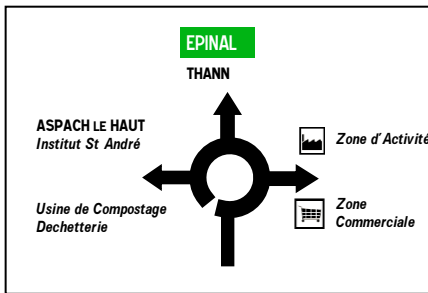 EPINAL
THANN
ASPACH LE HAUT
Institut St André
Usine de Compostage
Dechetterie
Zone d'Activité
Zone
Commerciale